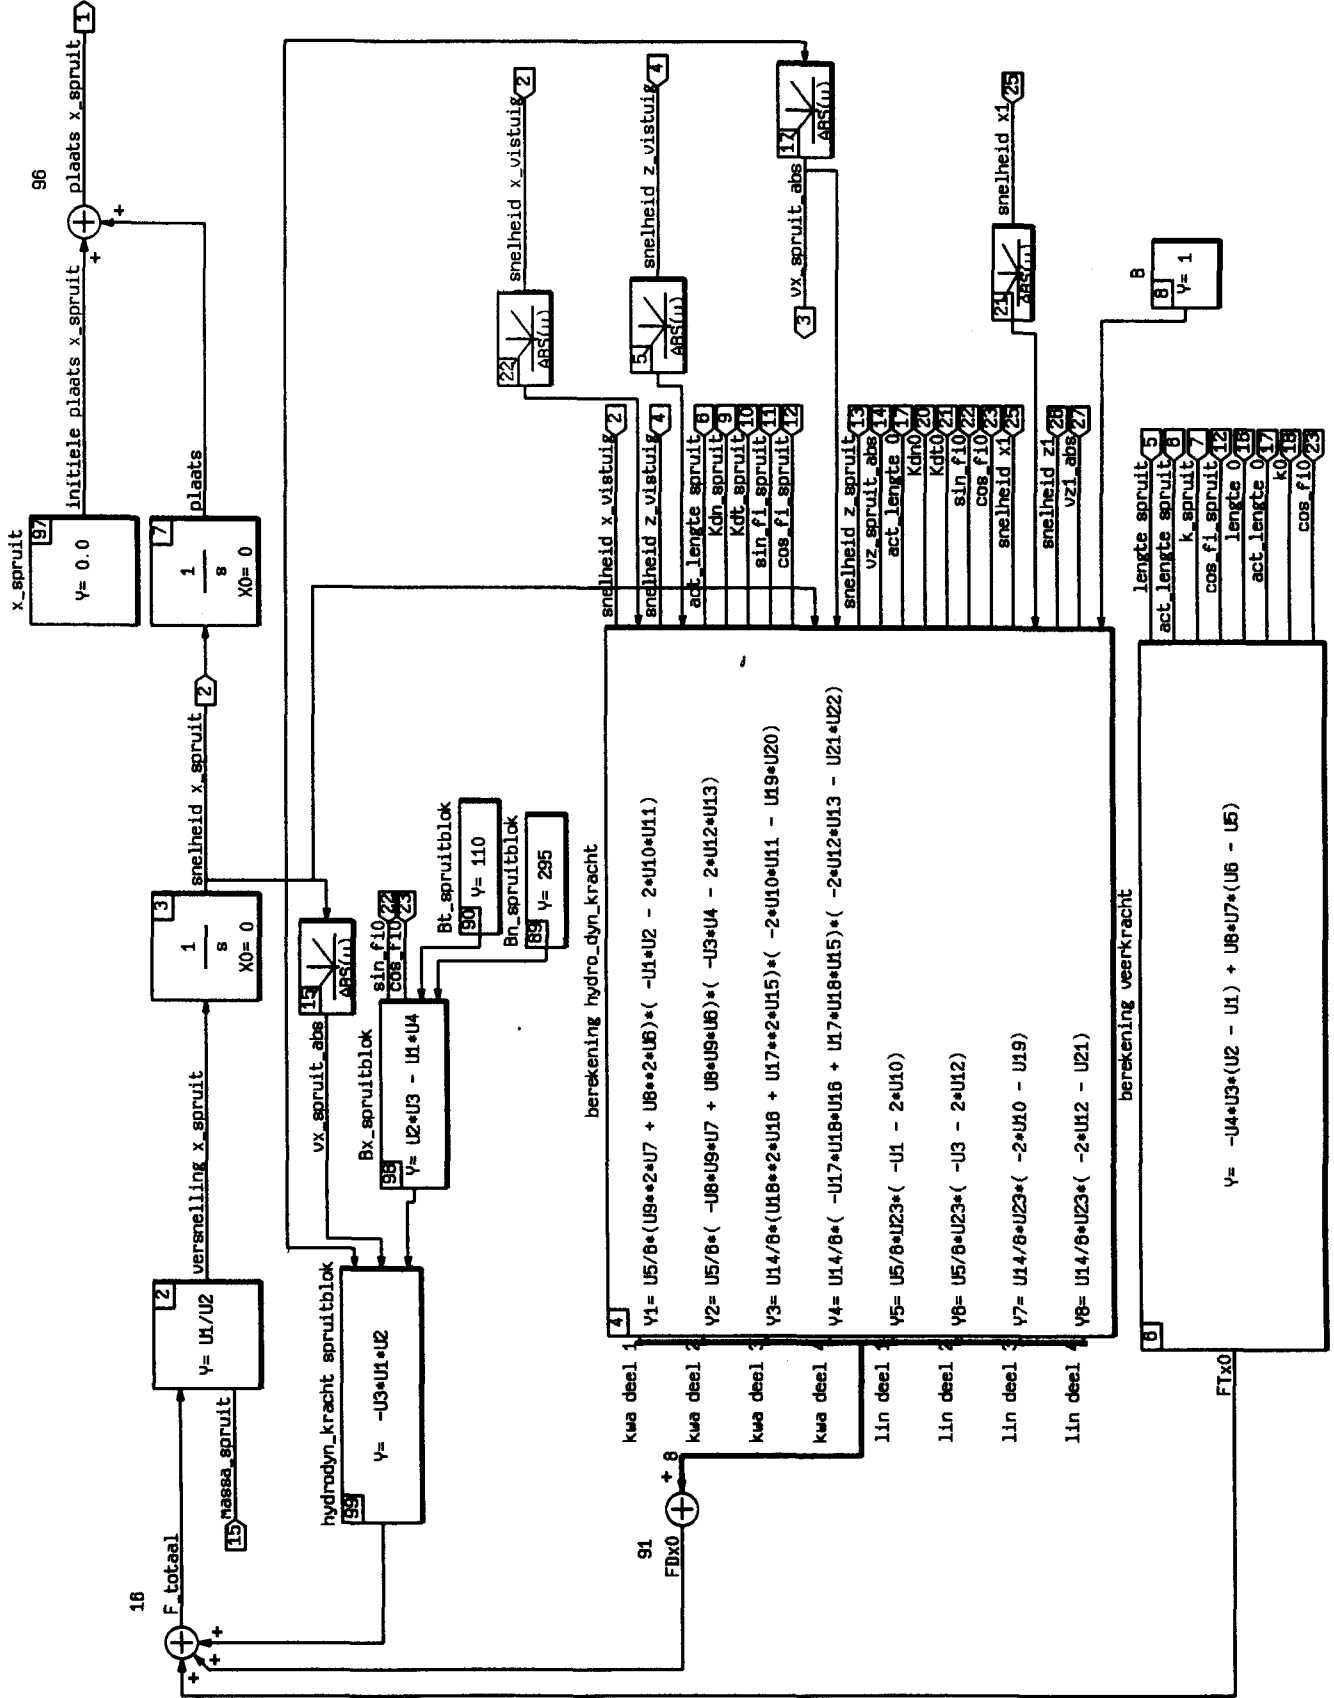 16
F_totaal
+
+
+
15
massa_spruit
2
Y= U1/U2
versnelling x_spruit
3
1
s
X0= 0
snelheid x_spruit
2
7
1
s
X0= 0
plaats
x_spruit
97
Y= 0.0
initiele plaats x_spruit
+
+
96
plaats x_spruit
1
hydrodyn_kracht spruitblok
99
Y= -U3*U1*U2
vx_spruit_abs
15
ABS(u)
Bx_spruitblok
98
Y= U2*U3 - U1*U4
sin_fi0
22
cos_fi0
23
Bt_spruitblok
90
Y= 110
Bn_spruitblok
89
Y= 295
91
FDx0
+ 8
berekening hydro_dyn_kracht
4
Y1= U5/8*(U9**2*U7 + U8**2*U6)*( -U1*U2 - 2*U10*U11)
Y2= U5/8*( -U8*U9*U7 + U8*U9*U6)*( -U3*U4 - 2*U12*U13)
Y3= U14/8*(U18**2*U16 + U17**2*U15)*( -2*U10*U11 - U19*U20)
Y4= U14/8*( -U17*U18*U16 + U17*U18*U15)*( -2*U12*U13 - U21*U22)
Y5= U5/8*U23*( -U1 - 2*U10)
Y6= U5/8*U23*( -U3 - 2*U12)
Y7= U14/8*U23*( -2*U10 - U19)
Y8= U14/8*U23*( -2*U12 - U21)
kwa deel 1
kwa deel 2
kwa deel 3
kwa deel 4
lin deel 1
lin deel 2
lin deel 3
lin deel 4
snelheid x_vistuig
2
22
ABS(u)
snelheid x_vistuig
2
snelheid z_vistuig
4
5
ABS(u)
snelheid z_vistuig
4
act_lengte spruit
6
Kdn_spruit
9
Kdt_spruit
10
sin_fi_spruit
11
cos_fi_spruit
12
3
vx_spruit_abs
17
ABS(u)
snelheid z_spruit
13
vz_spruit_abs
14
act_lengte 0
17
Kdn0
20
Kdt0
21
sin_fi0
22
cos_fi0
23
snelheid x1
25
21
ABS(u)
snelheid x1
25
snelheid z1
26
vz1_abs
27
B
8
Y= 1
berekening veerkracht
6
Y= -U4*U3*(U2 - U1) + U8*U7*(U6 - U5)
FTx0
lengte spruit
5
act_lengte spruit
6
k_spruit
7
cos_fi_spruit
12
lengte 0
16
act_lengte 0
17
k0
18
cos_fi0
23